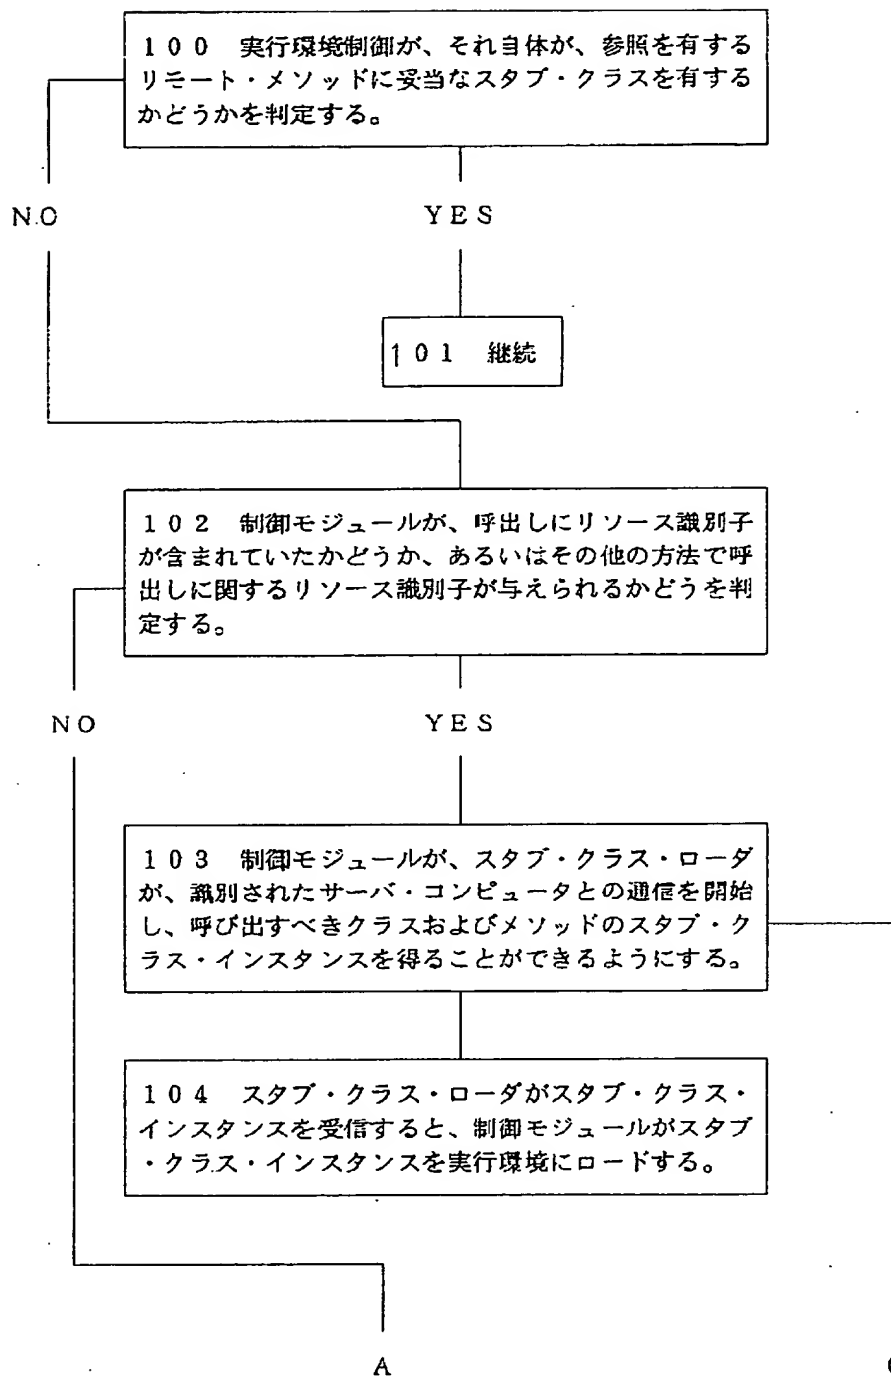 100 実行環境制御が、それ自体が、参照を有する
リモート・メソッドに妥当なスタブ・クラスを有する
かどうかを判定する。
NO
YES
101 継続
102 制御モジュールが、呼出しにリソース識別子
が含まれていたかどうか、あるいはその他の方法で呼
出しに関するリソース識別子が与えられるかどうを判
定する。
NO
YES
103 制御モジュールが、スタブ・クラス・ローダ
が、識別されたサーバ・コンピュータとの通信を開始
し、呼び出すべきクラスおよびメソッドのスタブ・ク
ラス・インスタンスを得ることができるようにする。
104 スタブ・クラス・ローダがスタブ・クラス・
インスタンスを受信すると、制御モジュールがスタブ
・クラス・インスタンスを実行環境にロードする。
A